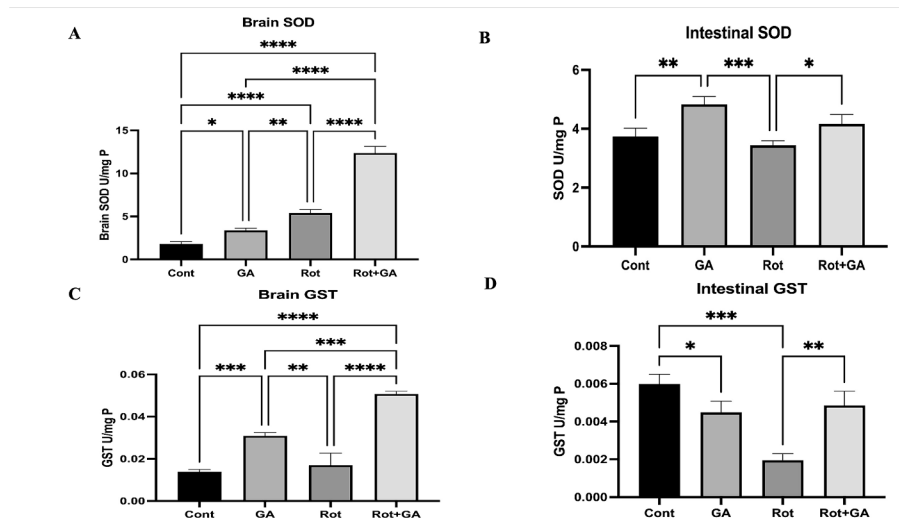 A
Brain SOD
****
****
****
*
**
****
Brain SOD U/mg P
15
10
5
0
Cont
GA
Rot
Rot+GA
B
Intestinal SOD
**
***
*
SOD U/mg P
6
4
2
0
Cont
GA
Rot
Rot+GA
C
Brain GST
****
***
***
**
****
GST U/mg P
0.06
0.04
0.02
0.00
Cont
GA
Rot
Rot+GA
D
Intestinal GST
***
*
**
GST U/mg P
0.008
0.006
0.004
0.002
0.000
Cont
GA
Rot
Rot+GA